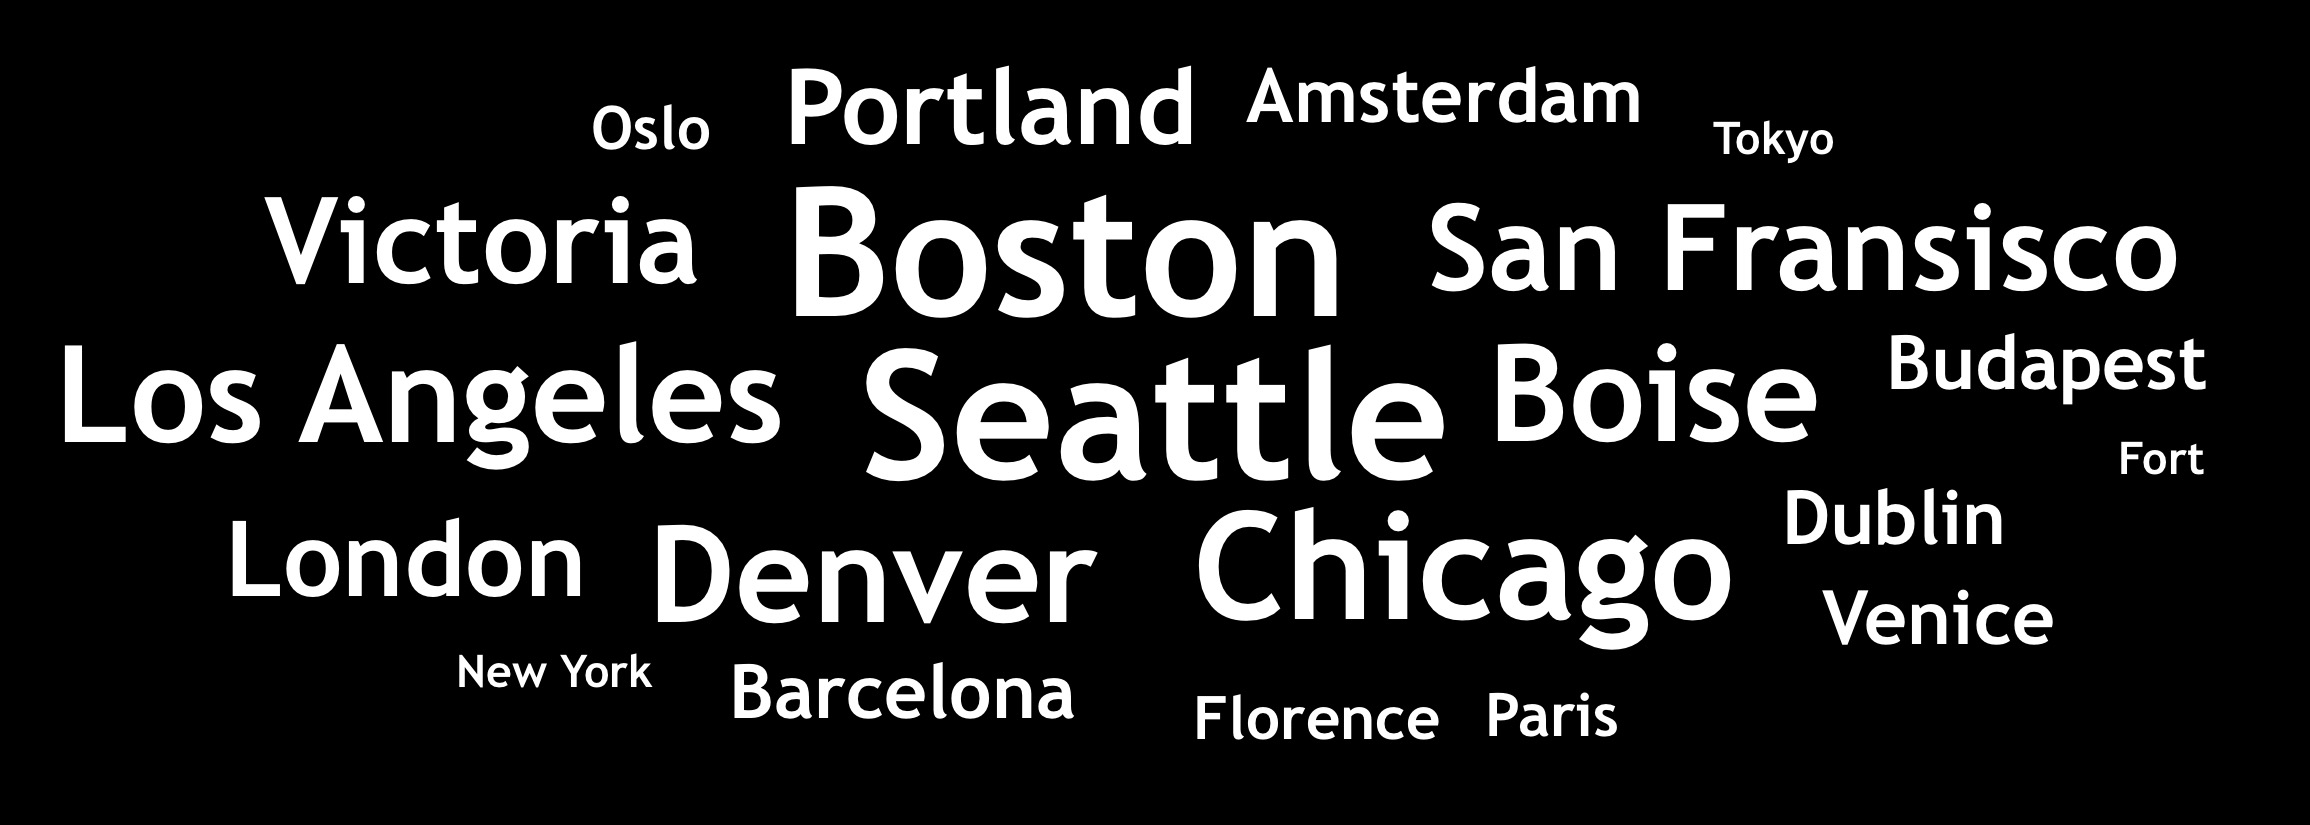 Oslo Portland Amsterdam Tokyo
Victoria Boston San Fransisco
Los Angeles Seattle Boise Budapest
Fort
London Denver Chicago Dublin
Venice
New York Barcelona Florence Paris